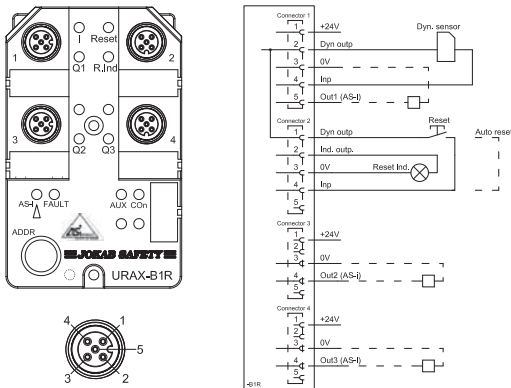 I Reset
1 2
Q1 R.Ind
3 4
Q2 Q3
AS-I FAULT AUX COn
ADDR
JOKAB SAFETY
URAX-B1R
4 1
5
3 2
Connector 1
1 +24V
2 Dyn outp
3 0V
4 Inp
5 Out1 (AS-I)
Dyn. sensor
Connector 2
1 Dyn outp
2 Ind. outp.
3 0V
4 Inp
5
Reset
Auto reset
Reset Ind.
Connector 3
1 +24V
2
3 0V
4 Out2 (AS-i)
5
Connector 4
1 +24V
2
3 0V
4 Out3 (AS-I)
5
-B1R